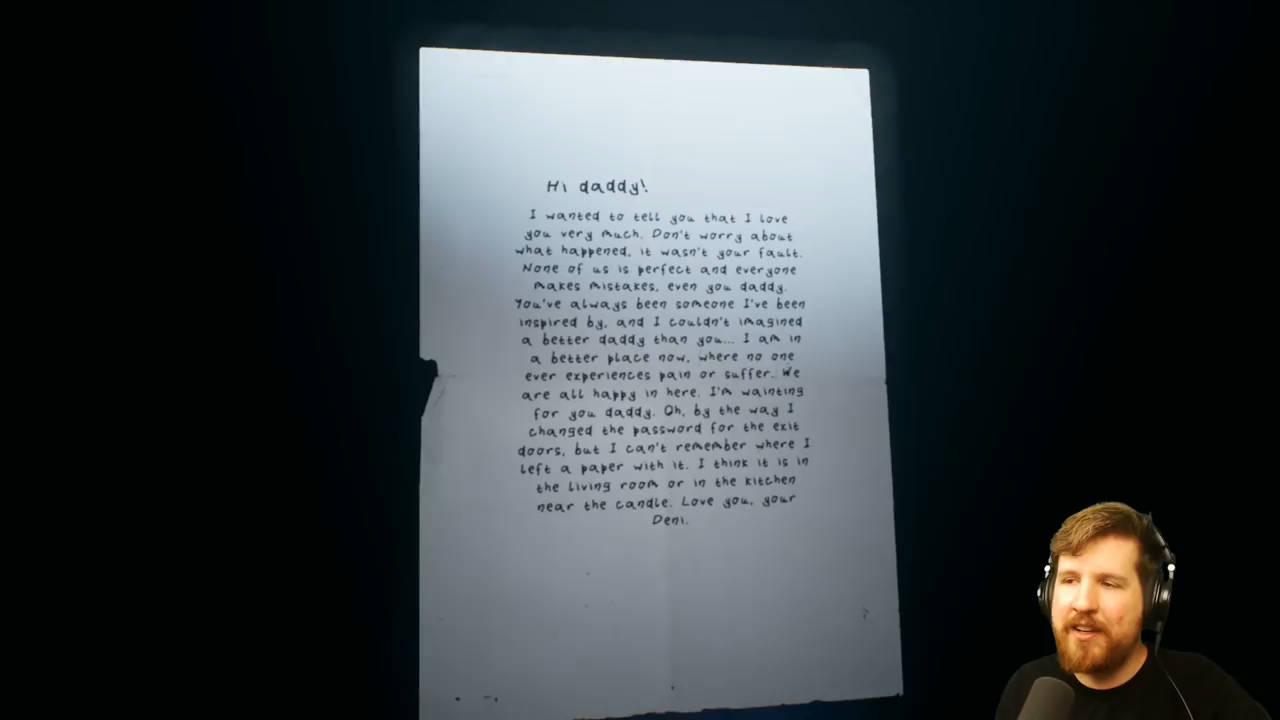 Hi daddy!
I wanted to tell you that I love
you very much. Don't worry about
what happened, it wasn't your fault.
None of us is perfect and everyone
makes mistakes, even you daddy.
You've always been someone I've been
inspired by, and I couldn't imagined
a better daddy than you... I am in
a better place now, where no one
ever experiences pain or suffer. We
are all happy in here. I'm wainting
for you daddy. Oh, by the way I
changed the password for the exit
doors, but I can't remember where I
left a paper with it. I think it is in
the living room or in the kitchen
near the candle. Love you, your
Deni.